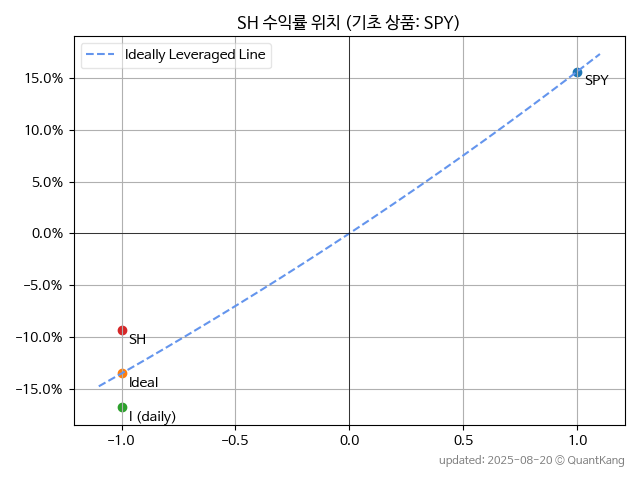 SH 수익률 위치 (기초 상품: SPY)
Ideally Leveraged Line
15.0%
SPY
10.0%
5.0%
0.0%
−5.0%
−10.0%
SH
−15.0%
Ideal
I (daily)
−1.0 −0.5 0.0 0.5 1.0
updated: 2025-08-20 © QuantKang